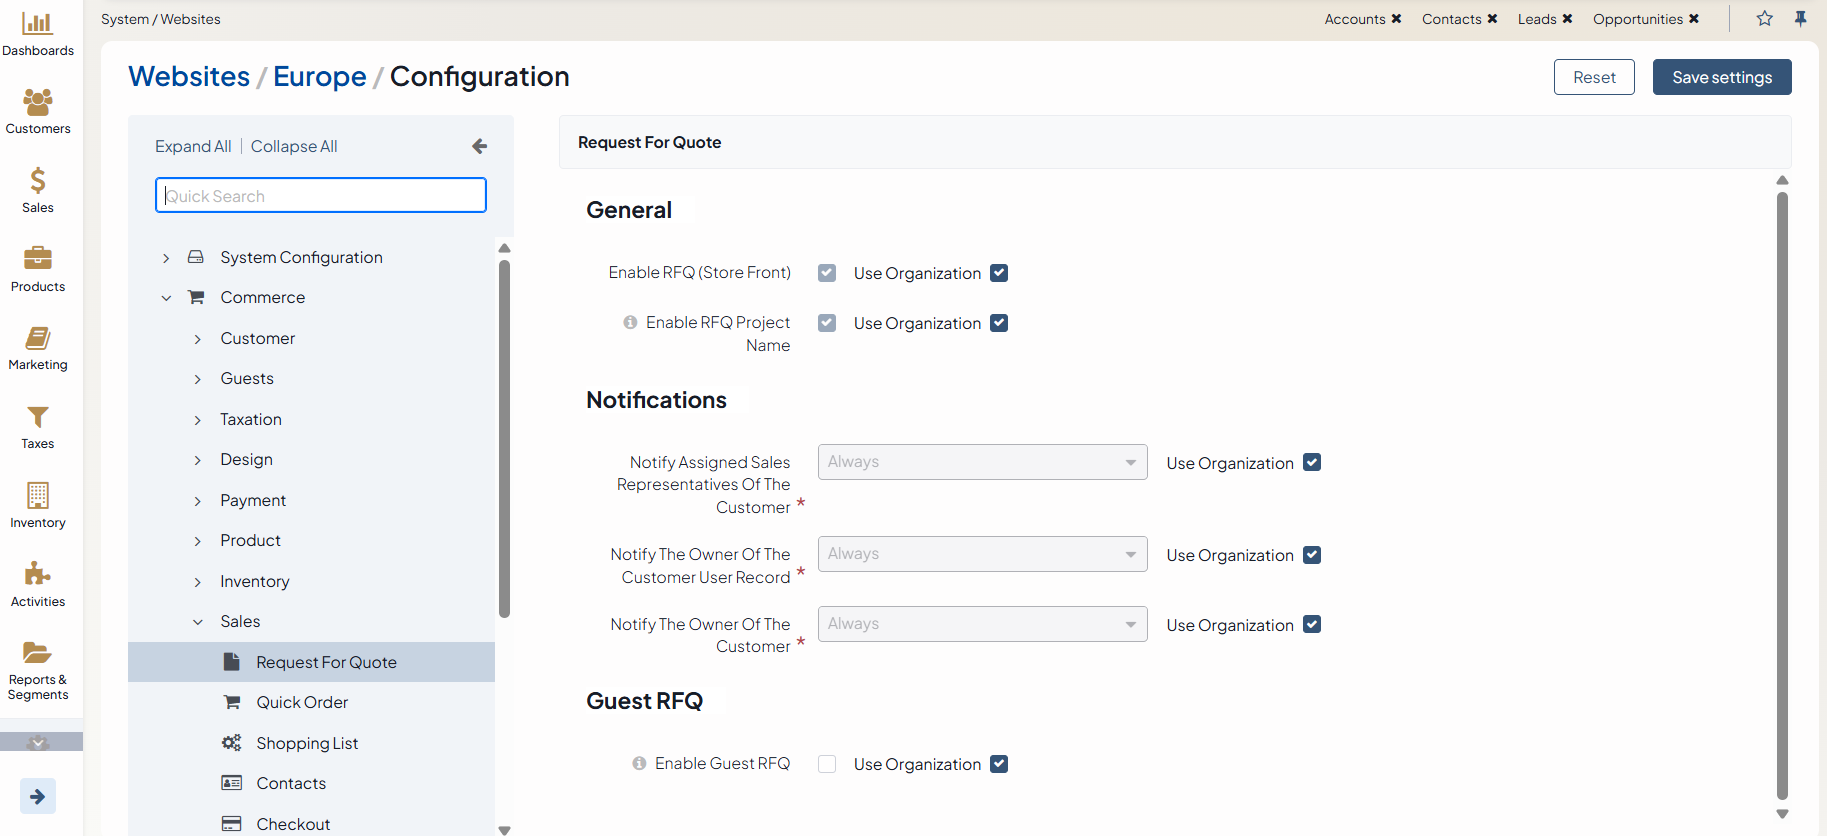 System / Websites
Accounts ✖ Contacts ✖ Leads ✖ Opportunities ✖
Dashboards
Customers
Sales
Products
Marketing
Taxes
Inventory
Activities
Reports &
Segments
Websites / Europe / Configuration
Reset
Save settings
Expand All | Collapse All
Quick Search
System Configuration
Commerce
Customer
Guests
Taxation
Design
Payment
Product
Inventory
Sales
Request For Quote
Quick Order
Shopping List
Contacts
Checkout
Request For Quote
General
Enable RFQ (Store Front) Use Organization
Enable RFQ Project Use Organization
Name
Notifications
Notify Assigned Sales Always Use Organization
Representatives Of The
Customer *
Notify The Owner Of The Always Use Organization
Customer User Record *
Notify The Owner Of The Always Use Organization
Customer *
Guest RFQ
Enable Guest RFQ Use Organization